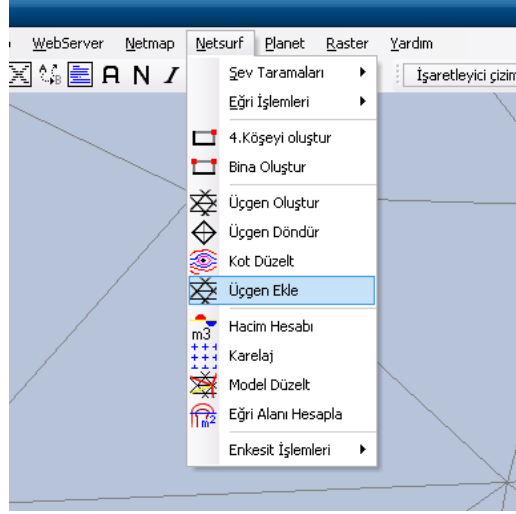 WebServer Netmap Netsurf Planet Raster Yardım
A N I İşaretleyici çizim
Şev Taramaları
Eğri İşlemleri
4.Köşeyi oluştur
Bina Oluştur
Üçgen Oluştur
Üçgen Döndür
Kot Düzelt
Üçgen Ekle
m3 Hacim Hesabı
Karelaj
Model Düzelt
m2 Eğri Alanı Hesapla
Enkesit İşlemleri